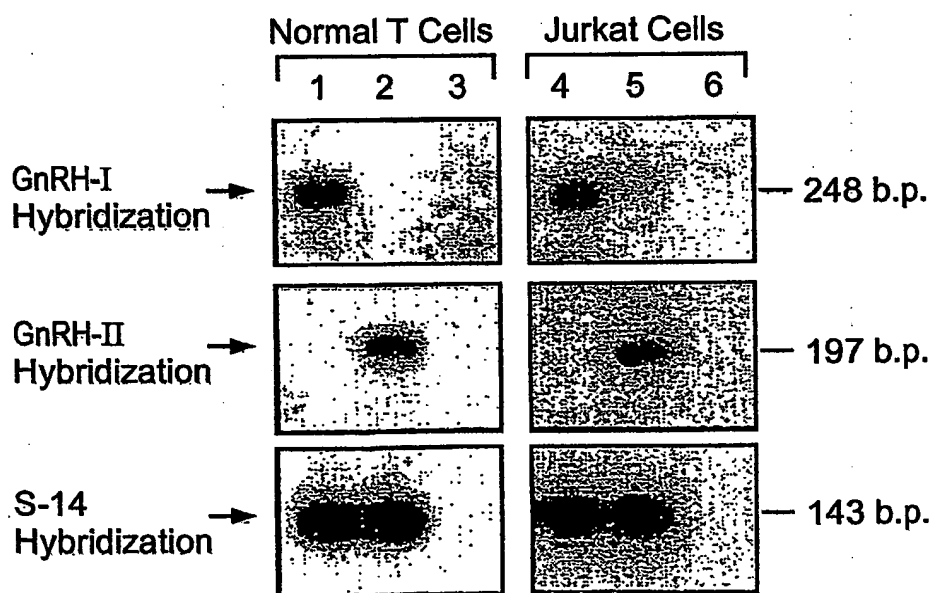 Normal T Cells
Jurkat Cells
1 2 3
4 5 6
GnRH-I
Hybridization
248 b.p.
GnRH-II
Hybridization
197 b.p.
S-14
Hybridization
143 b.p.